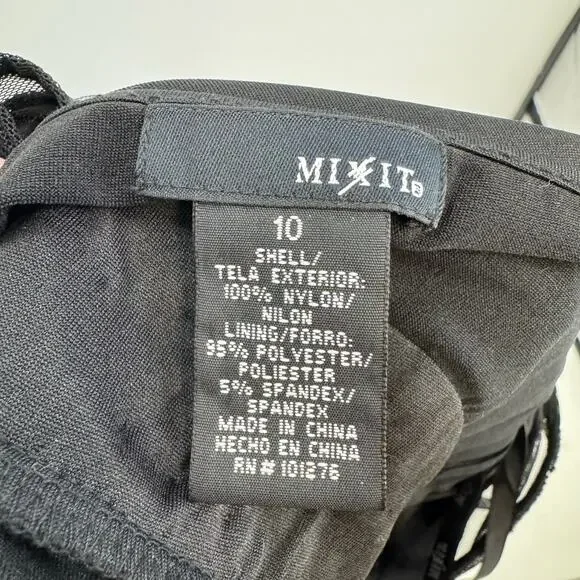 MIXIT
10
SHELL/
TELA EXTERIOR:
100% NYLON/
NILON
LINING/FORRO:
95% POLYESTER/
POLIESTER
5% SPANDEX/
SPANDEX
MADE IN CHINA
HECHO EN CHINA
RN# 101276